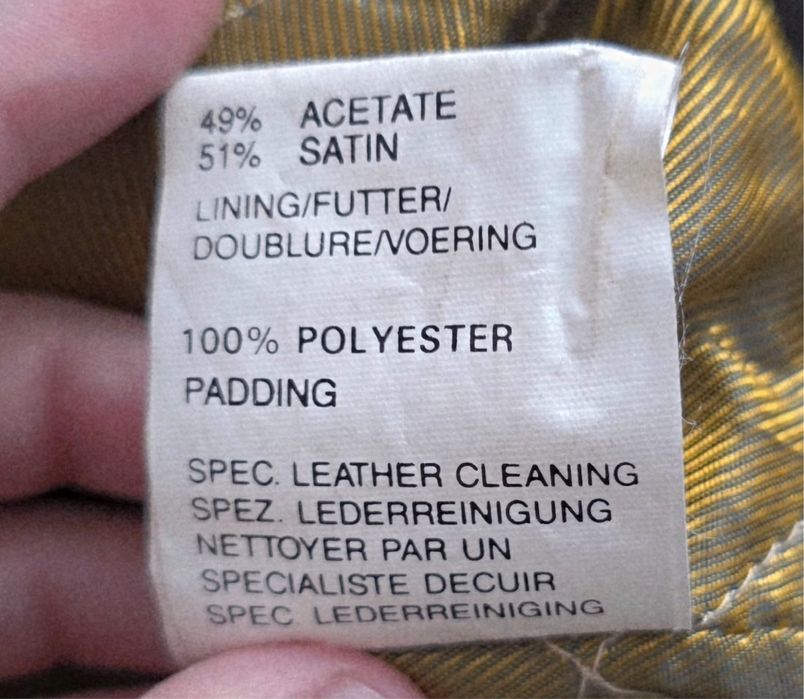 49% ACETATE
51% SATIN
LINING/FUTTER/
DOUBLURE/VOERING
100% POLYESTER
PADDING
SPEC. LEATHER CLEANING
SPEZ. LEDERREINIGUNG
NETTOYER PAR UN
SPECIALISTE DECUIR
SPEC LEDERREINIGING